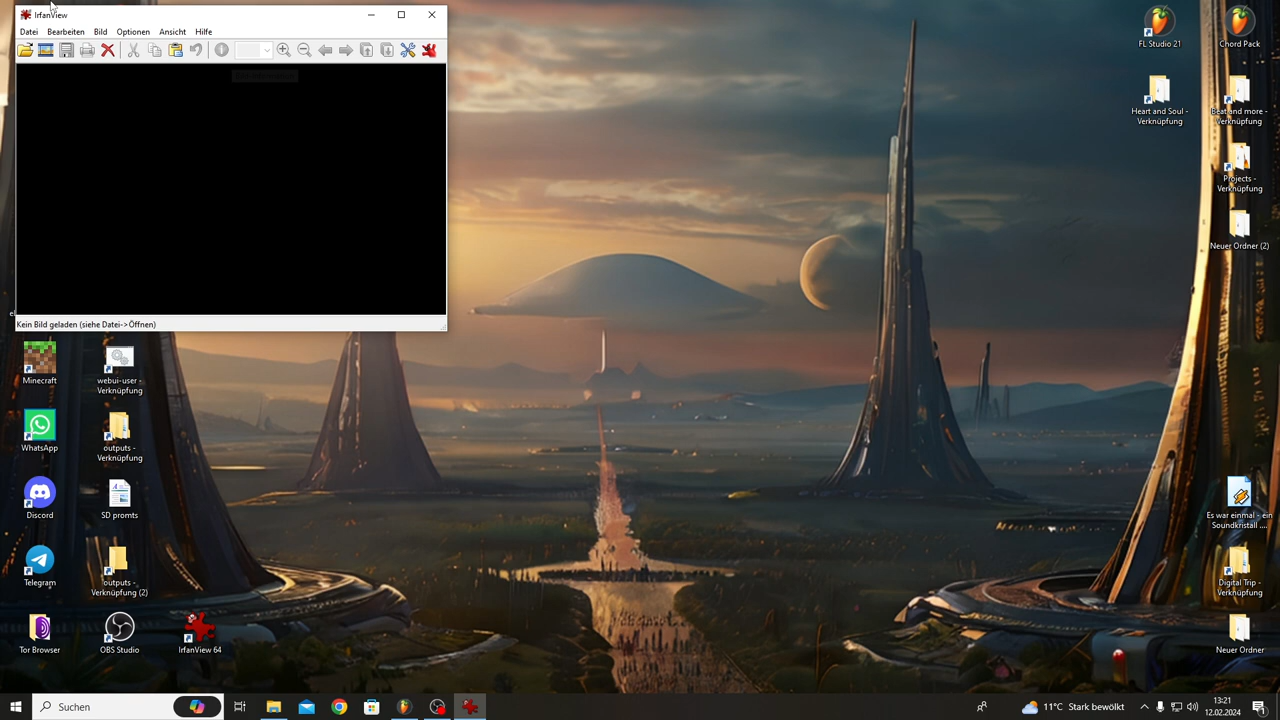 IrfanView
Datei Bearbeiten Bild Optionen Ansicht Hilfe
Kein Bild geladen (siehe Datei->Öffnen)
FL Studio 21
Chord Pack
Heart and Soul -
Verknüpfung
Beat and more -
Verknüpfung
Projects -
Verknüpfung
Neuer Ordner (2)
Minecraft
webui-user -
Verknüpfung
WhatsApp
outputs -
Verknüpfung
Discord
SD promts
Es war einmal - ein
Soundkristall ....
Telegram
outputs -
Verknüpfung (2)
Digital Trip -
Verknüpfung
Tor Browser
OBS Studio
IrfanView 64
Neuer Ordner
Suchen
11°C Stark bewölkt
13:21
12.02.2024
1